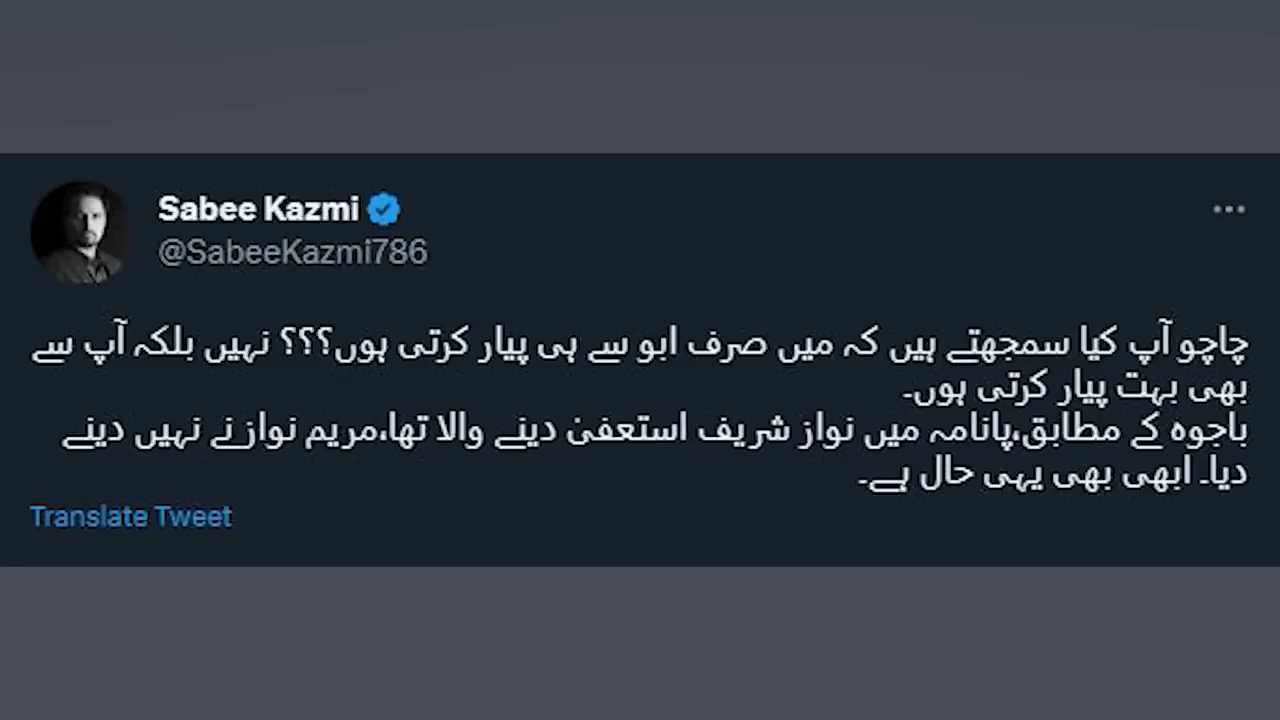 Sabee Kazmi
@SabeeKazmi786
چاچو آپ کیا سمجھتے ہیں کہ میں صرف ابو سے ہی پیار کرتی ہوں؟؟؟ نہیں بلکہ آپ سے
بھی بہت پیار کرتی ہوں۔
باجوہ کے مطابق،پانامہ میں نواز شریف استعفیٰ دینے والا تھا،مریم نواز نے نہیں دینے
دیا۔ ابھی بھی یہی حال ہے۔
Translate Tweet